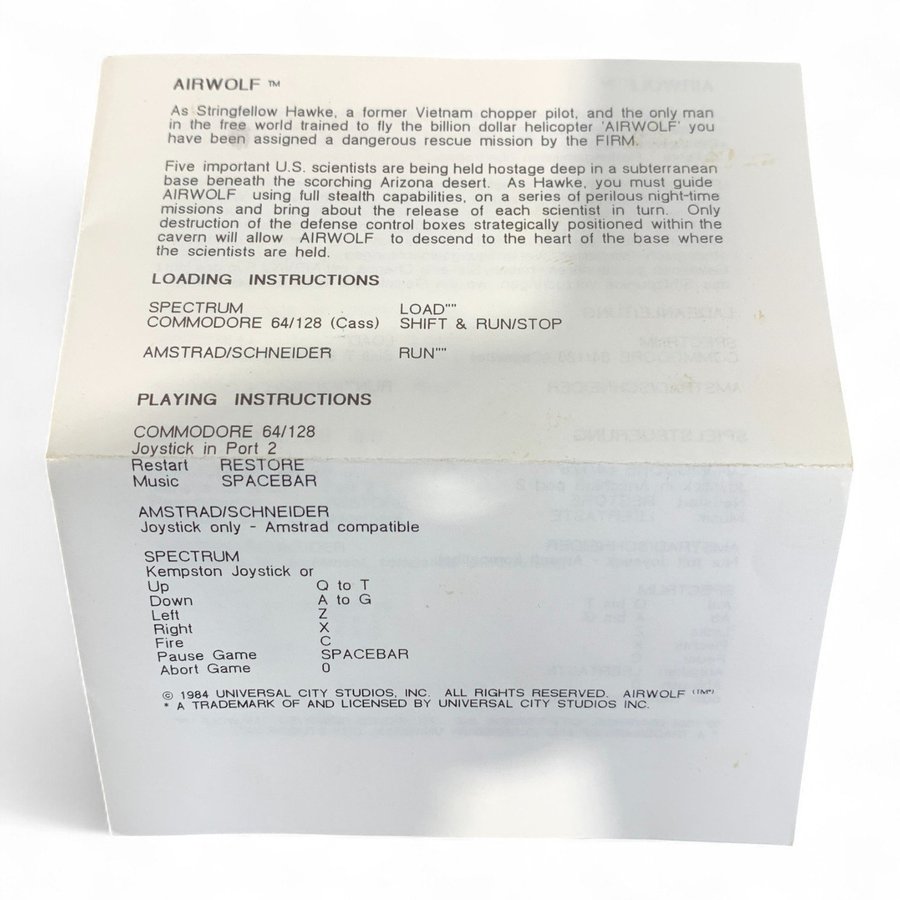 AIRWOLF ™
As Stringfellow Hawke, a former Vietnam chopper pilot, and the only man
in the free world trained to fly the billion dollar helicopter 'AIRWOLF' you
have been assigned a dangerous rescue mission by the FIRM.
Five important U.S. scientists are being held hostage deep in a subterranean
base beneath the scorching Arizona desert. As Hawke, you must guide
AIRWOLF using full stealth capabilities, on a series of perilous night-time
missions and bring about the release of each scientist in turn. Only
destruction of the defense control boxes strategically positioned within the
cavern will allow AIRWOLF to descend to the heart of the base where
the scientists are held.
LOADING INSTRUCTIONS
SPECTRUM LOAD""
COMMODORE 64/128 (Cass) SHIFT & RUN/STOP
AMSTRAD/SCHNEIDER RUN""
PLAYING INSTRUCTIONS
COMMODORE 64/128
Joystick in Port 2
Restart RESTORE
Music SPACEBAR
AMSTRAD/SCHNEIDER
Joystick only - Amstrad compatible
SPECTRUM
Kempston Joystick or
Up Q to T
Down A to G
Left Z
Right X
Fire C
Pause Game SPACEBAR
Abort Game 0
© 1984 UNIVERSAL CITY STUDIOS, INC. ALL RIGHTS RESERVED. AIRWOLF (TM*)
* A TRADEMARK OF AND LICENSED BY UNIVERSAL CITY STUDIOS INC.